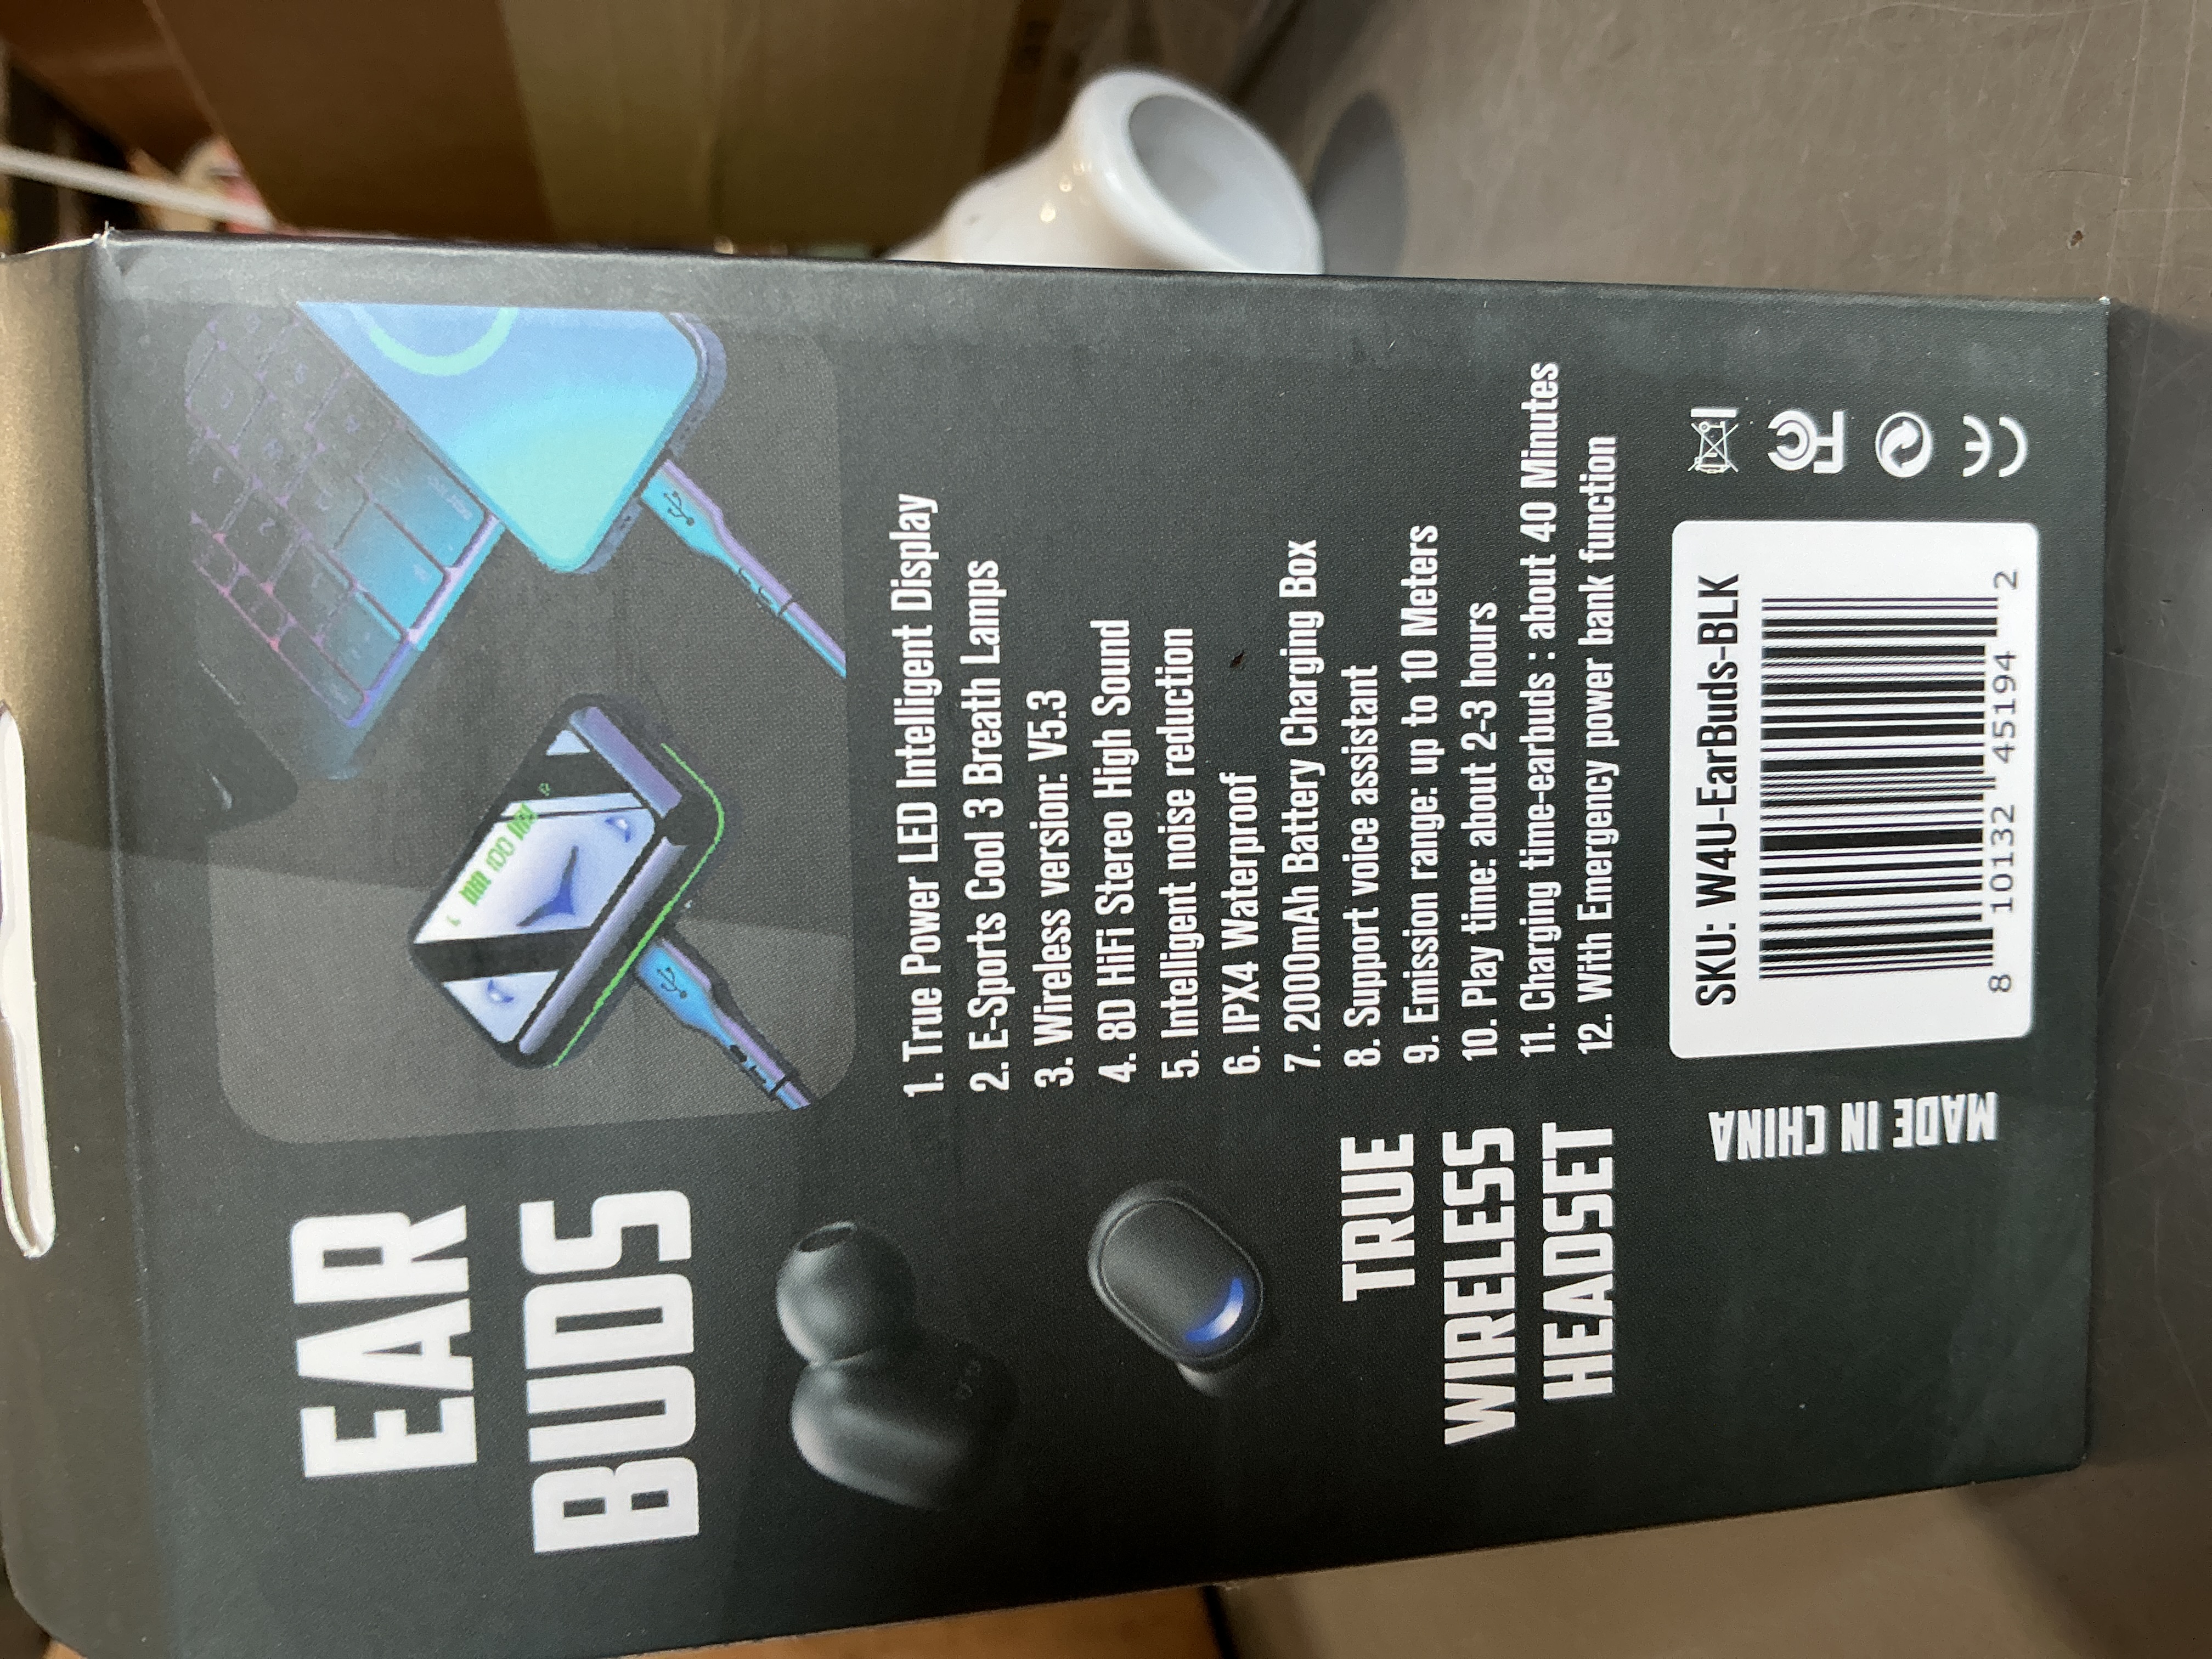 EAR
BUDS
1. True Power LED Intelligent Display
2. E-Sports Cool 3 Breath Lamps
3. Wireless version: V5.3
4. 8D HiFi Stereo High Sound
5. Intelligent noise reduction
6. IPX4 Waterproof
7. 2000mAh Battery Charging Box
8. Support voice assistant
9. Emission range: up to 10 Meters
10. Play time: about 2-3 hours
11. Charging time-earbuds : about 40 Minutes
12. With Emergency power bank function
TRUE
WIRELESS
HEADSET
MADE IN CHINA
SKU: W4U-EarBuds-BLK
8 10132 45194 2
FC
CE